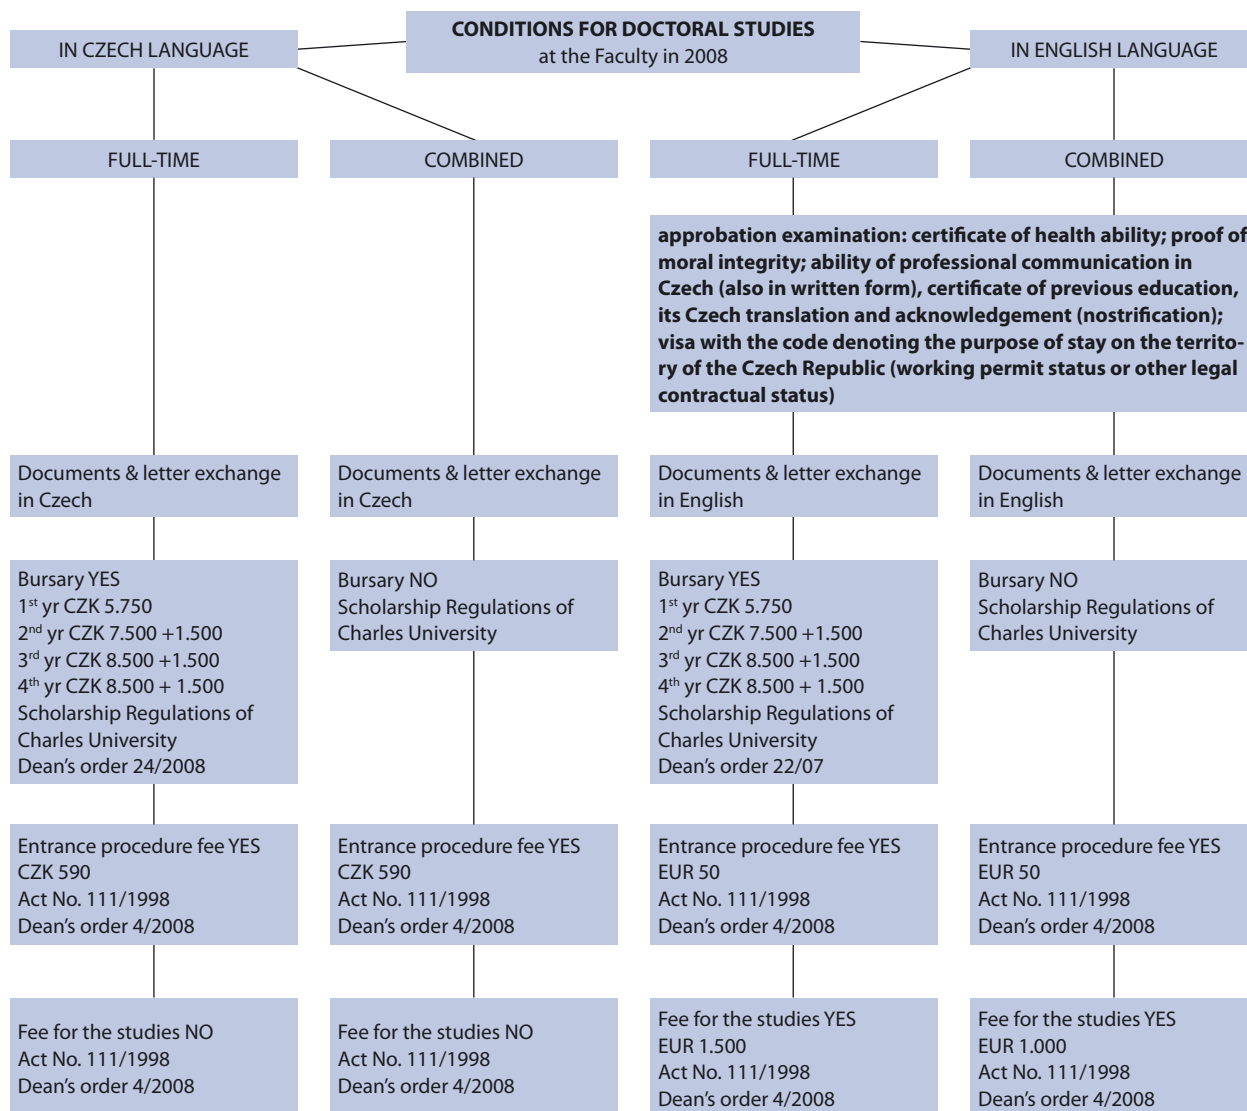 CONDITIONS FOR DOCTORAL STUDIES
at the Faculty in 2008
IN CZECH LANGUAGE
IN ENGLISH LANGUAGE
FULL-TIME
COMBINED
FULL-TIME
COMBINED
approbation examination: certificate of health ability; proof of
moral integrity; ability of professional communication in
Czech (also in written form), certificate of previous education,
its Czech translation and acknowledgement (nostrification);
visa with the code denoting the purpose of stay on the territo-
ry of the Czech Republic (working permit status or other legal
contractual status)
Documents & letter exchange
in Czech
Documents & letter exchange
in Czech
Documents & letter exchange
in English
Documents & letter exchange
in English
Bursary YES
1st yr CZK 5.750
2nd yr CZK 7.500 +1.500
3rd yr CZK 8.500 +1.500
4th yr CZK 8.500 + 1.500
Scholarship Regulations of
Charles University
Dean’s order 24/2008
Bursary NO
Scholarship Regulations of
Charles University
Bursary YES
1st yr CZK 5.750
2nd yr CZK 7.500 +1.500
3rd yr CZK 8.500 +1.500
4th yr CZK 8.500 + 1.500
Scholarship Regulations of
Charles University
Dean’s order 22/07
Bursary NO
Scholarship Regulations of
Charles University
Entrance procedure fee YES
CZK 590
Act No. 111/1998
Dean’s order 4/2008
Entrance procedure fee YES
CZK 590
Act No. 111/1998
Dean’s order 4/2008
Entrance procedure fee YES
EUR 50
Act No. 111/1998
Dean’s order 4/2008
Entrance procedure fee YES
EUR 50
Act No. 111/1998
Dean’s order 4/2008
Fee for the studies NO
Act No. 111/1998
Dean’s order 4/2008
Fee for the studies NO
Act No. 111/1998
Dean’s order 4/2008
Fee for the studies YES
EUR 1.500
Act No. 111/1998
Dean’s order 4/2008
Fee for the studies YES
EUR 1.000
Act No. 111/1998
Dean’s order 4/2008